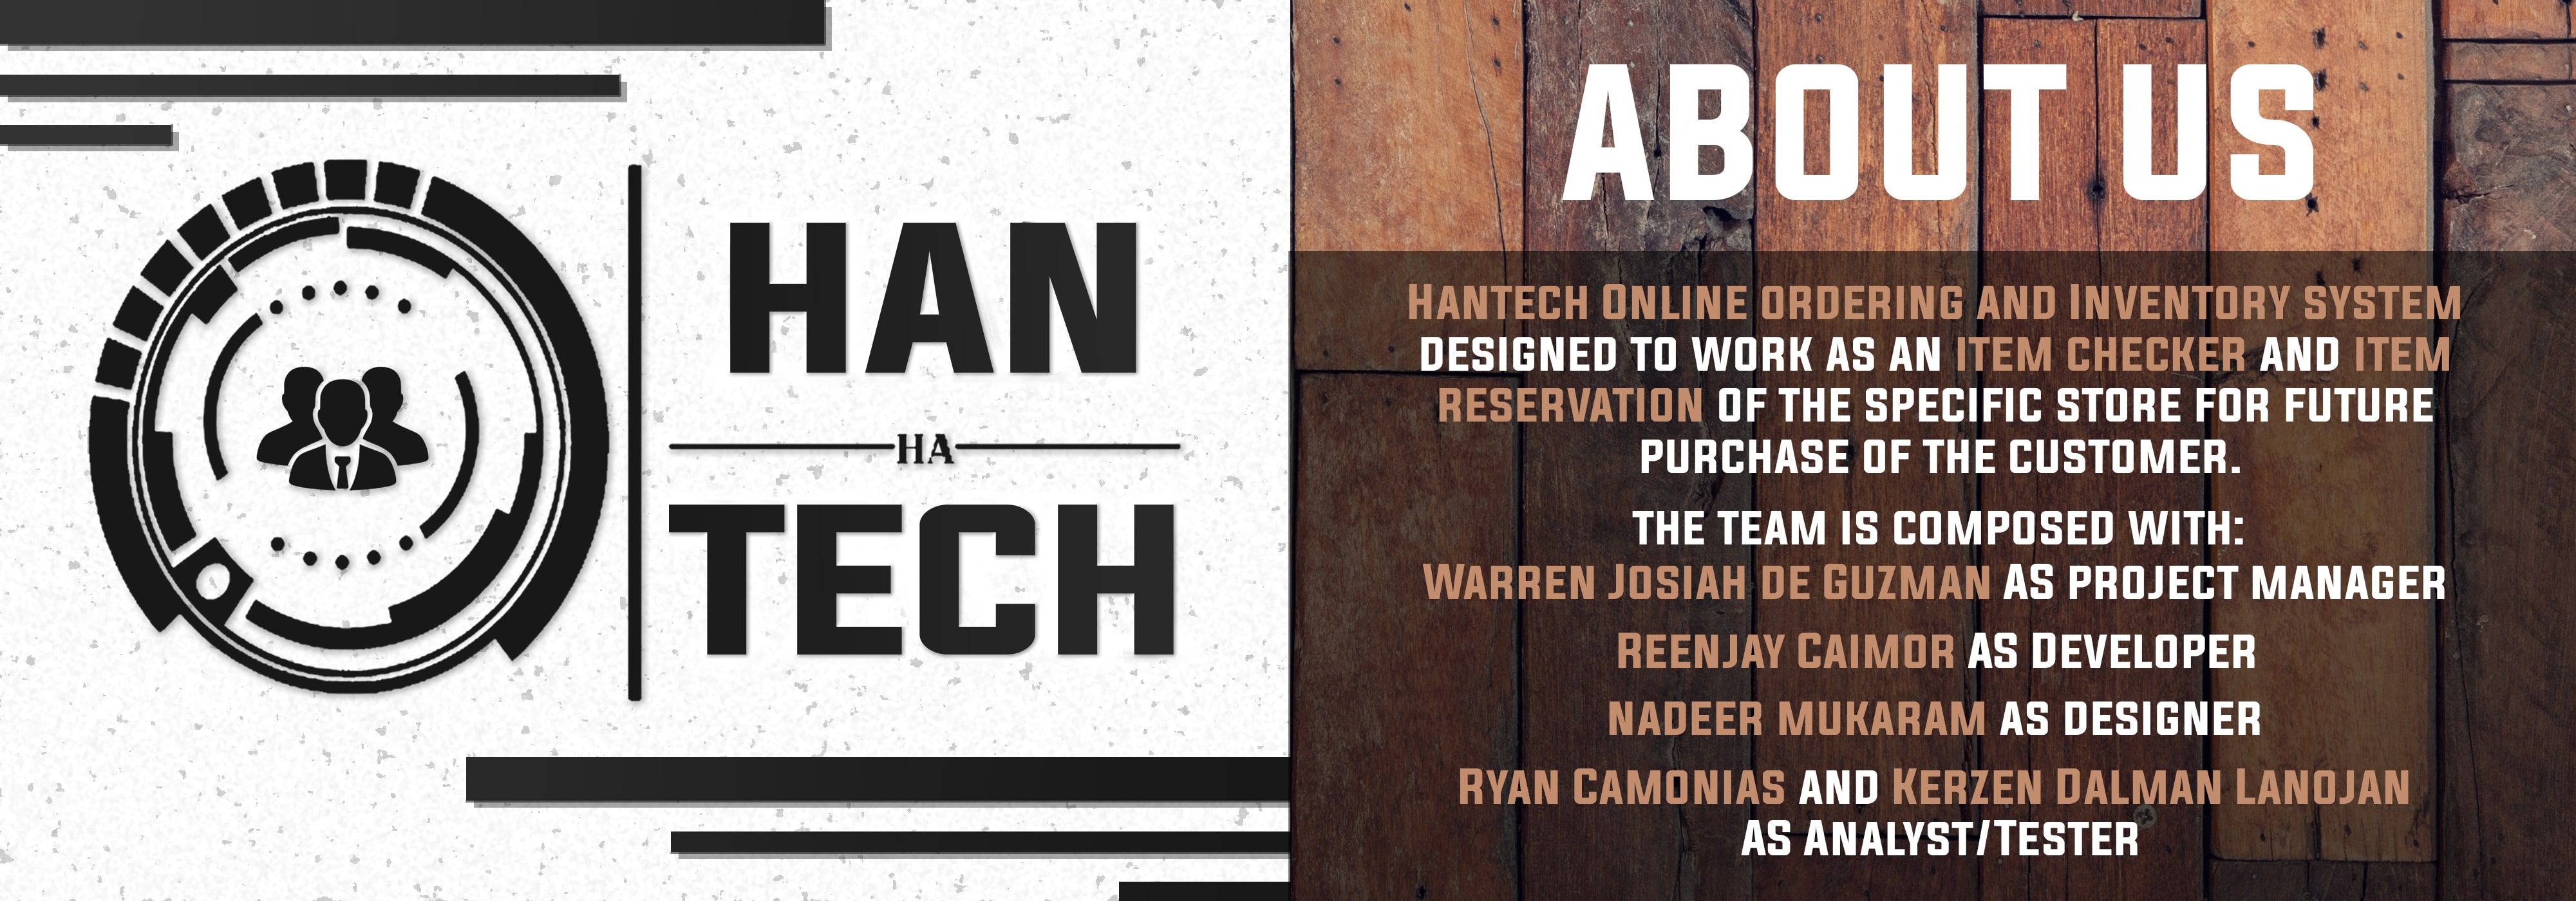 HAN
HA
TECH
ABOUT US
HANTECH ONLINE ORDERING AND INVENTORY SYSTEM
DESIGNED TO WORK AS AN ITEM CHECKER AND ITEM
RESERVATION OF THE SPECIFIC STORE FOR FUTURE
PURCHASE OF THE CUSTOMER.
THE TEAM IS COMPOSED WITH:
WARREN JOSIAH DE GUZMAN AS PROJECT MANAGER
REENJAY CAIMOR AS DEVELOPER
NADEER MUKARAM AS DESIGNER
RYAN CAMONIAS AND KERZEN DALMAN LANOJAN
AS ANALYST/TESTER